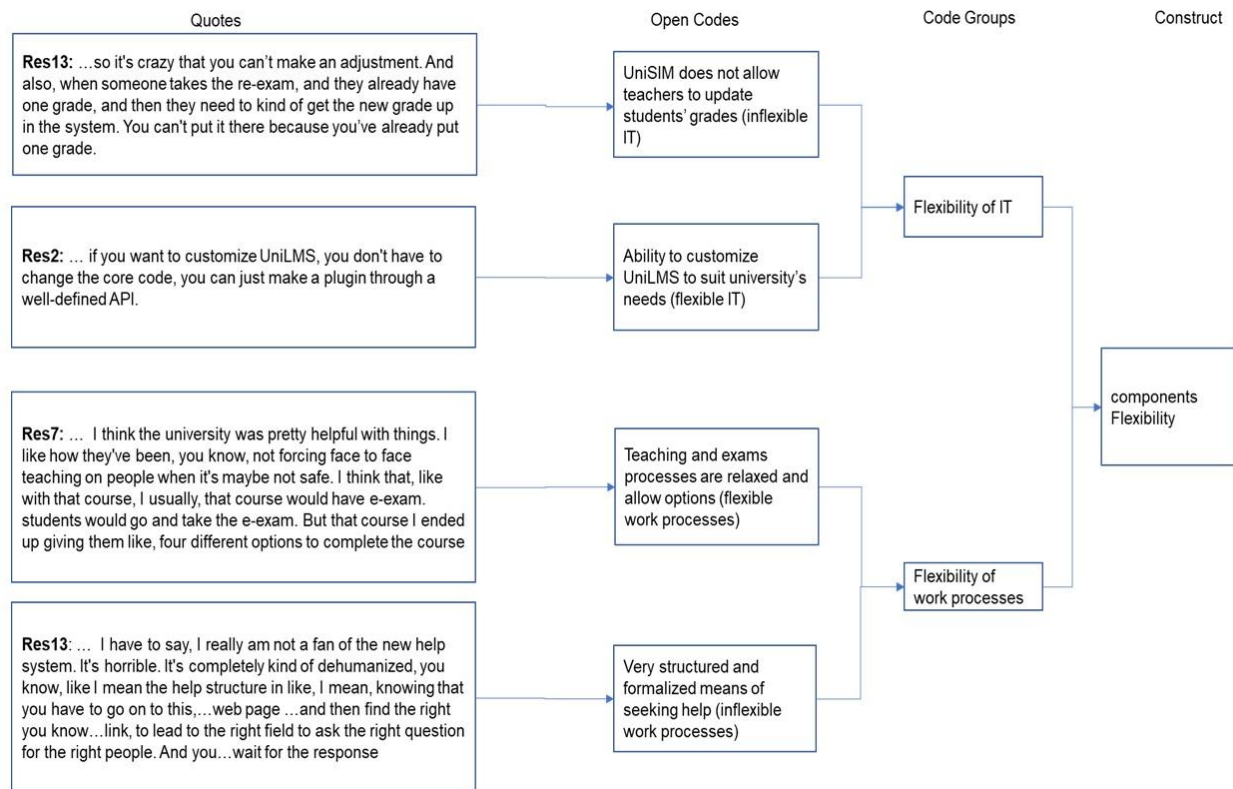 Quotes
Open Codes
Code Groups
Construct
Res13: …so it's crazy that you can’t make an adjustment. And
also, when someone takes the re-exam, and they already have
one grade, and then they need to kind of get the new grade up
in the system. You can't put it there because you’ve already put
one grade.
UniSIM does not allow
teachers to update
students’ grades (inflexible
IT)
Flexibility of IT
Res2: … if you want to customize UniLMS, you don't have to
change the core code, you can just make a plugin through a
well-defined API.
Ability to customize
UniLMS to suit university’s
needs (flexible IT)
components
Flexibility
Res7: … I think the university was pretty helpful with things. I
like how they've been, you know, not forcing face to face
teaching on people when it's maybe not safe. I think that, like
with that course, I usually, that course would have e-exam.
students would go and take the e-exam. But that course I ended
up giving them like, four different options to complete the course
Teaching and exams
processes are relaxed and
allow options (flexible
work processes)
Flexibility of
work processes
Res13: … I have to say, I really am not a fan of the new help
system. It's horrible. It's completely kind of dehumanized, you
know, like I mean the help structure in like, I mean, knowing that
you have to go on to this,…web page …and then find the right
you know…link, to lead to the right field to ask the right question
for the right people. And you…wait for the response
Very structured and
formalized means of
seeking help (inflexible
work processes)